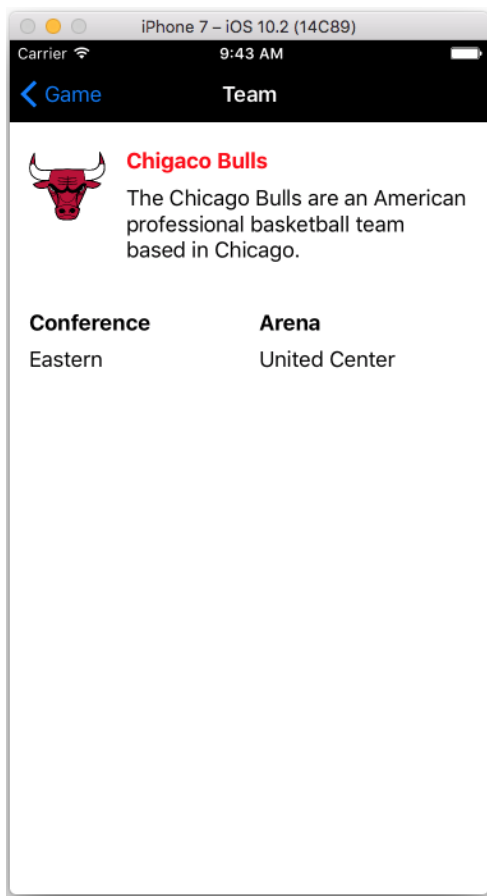 iPhone 7 – iOS 10.2 (14C89)
Carrier 9:43 AM
Game Team
Chigaco Bulls
The Chicago Bulls are an American
professional basketball team
based in Chicago.
Conference Arena
Eastern United Center